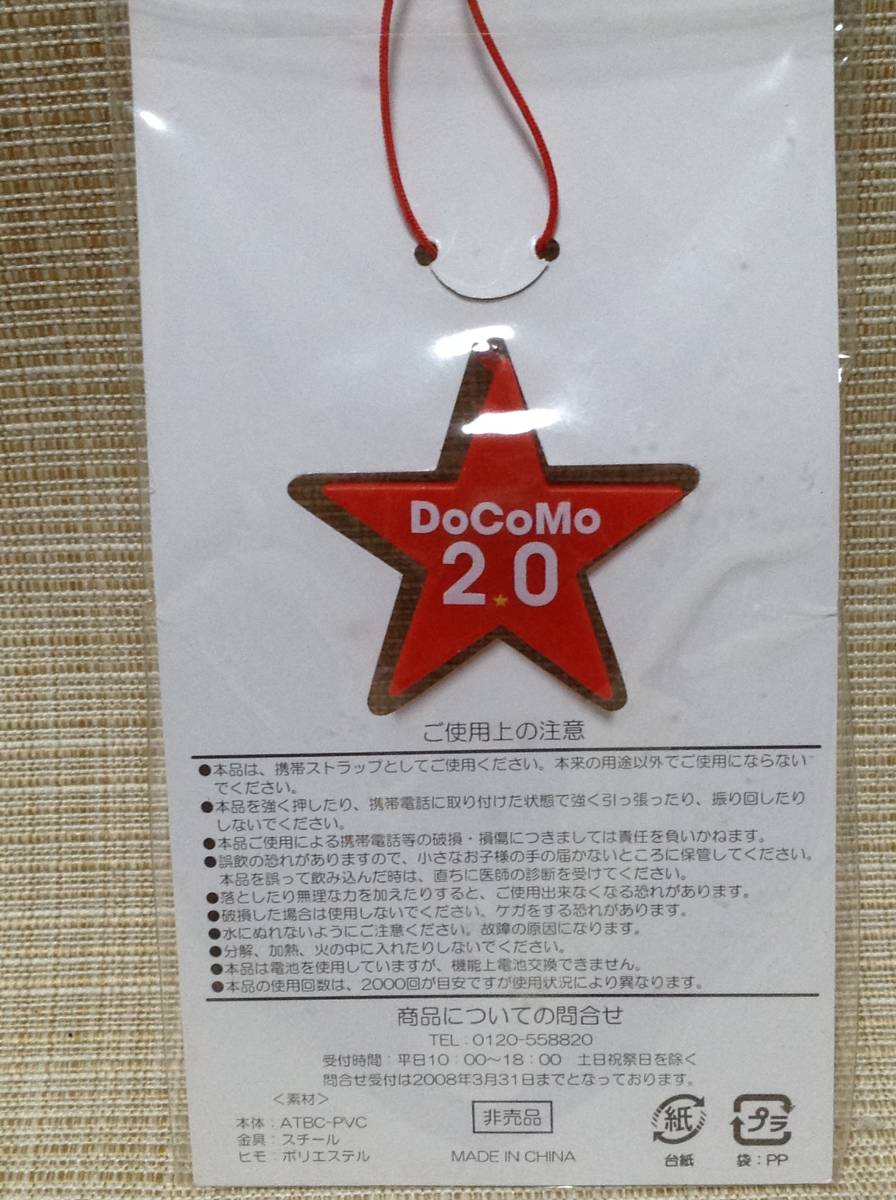 DoCoMo
2.0
ご使用上の注意
●本品は、携帯ストラップとしてご使用ください。本来の用途以外でご使用にならない
でください。
●本品を強く押したり、携帯電話に取り付けた状態で強く引っ張ったり、振り回したり
しないでください。
●本品ご使用による携帯電話等の破損・損傷につきましては責任を負いかねます。
●誤飲の恐れがありますので、小さなお子様の手の届かないところに保管してください。
本品を誤って飲み込んだ時は、直ちに医師の診断を受けてください。
●落としたり無理な力を加えたりすると、ご使用出来なくなる恐れがあります。
●破損した場合は使用しないでください。ケガをする恐れがあります。
●水にぬれないようにご注意ください。故障の原因になります。
●分解、加熱、火の中に入れたりしないでください。
●本品は電池を使用していますが、機能上電池交換できません。
●本品の使用回数は、2000回が目安ですが使用状況により異なります。
商品についての問合せ
TEL：0120-558820
受付時間：平日10：00〜18：00 土日祝祭日を除く
問合せ受付は2008年3月31日までとなっております。
＜素材＞
本体：ATBC-PVC
金具：スチール
ヒモ：ポリエステル
非売品
MADE IN CHINA
紙
台紙
プラ
袋：PP